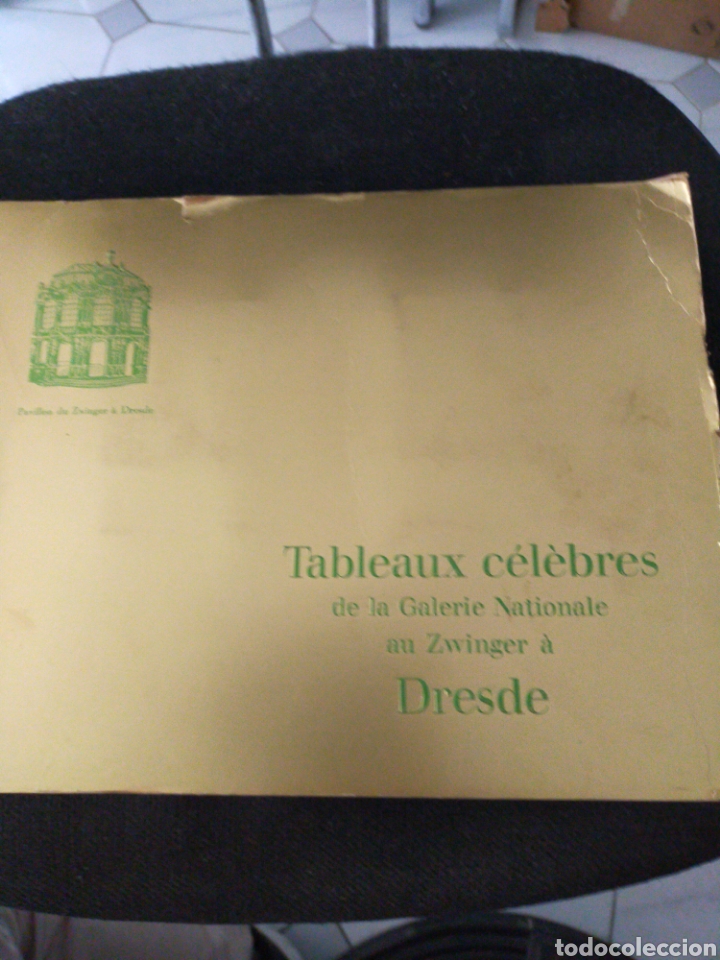 Pavillon du Zwinger à Dresde
Tableaux célèbres
de la Galerie Nationale
au Zwinger à
Dresde
todocoleccion